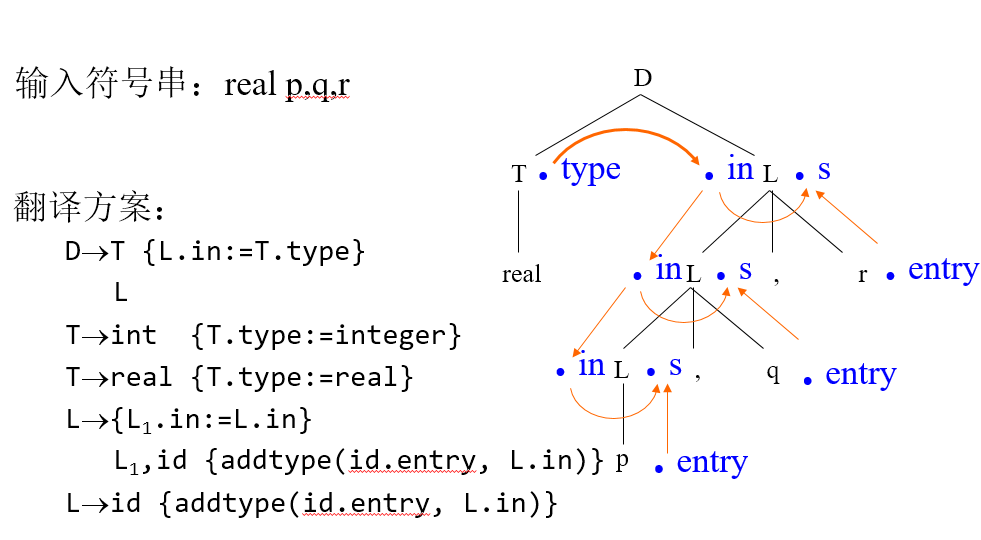 输入符号串：real p,q,r
翻译方案：
D→T {L.in:=T.type}
L
T→int {T.type:=integer}
T→real {T.type:=real}
L→{L₁.in:=L.in}
L₁,id {addtype(id.entry, L.in)}
L→id {addtype(id.entry, L.in)}
D
T . type . in L . s
real . in L . s , r . entry
. in L . s , q . entry
p . entry